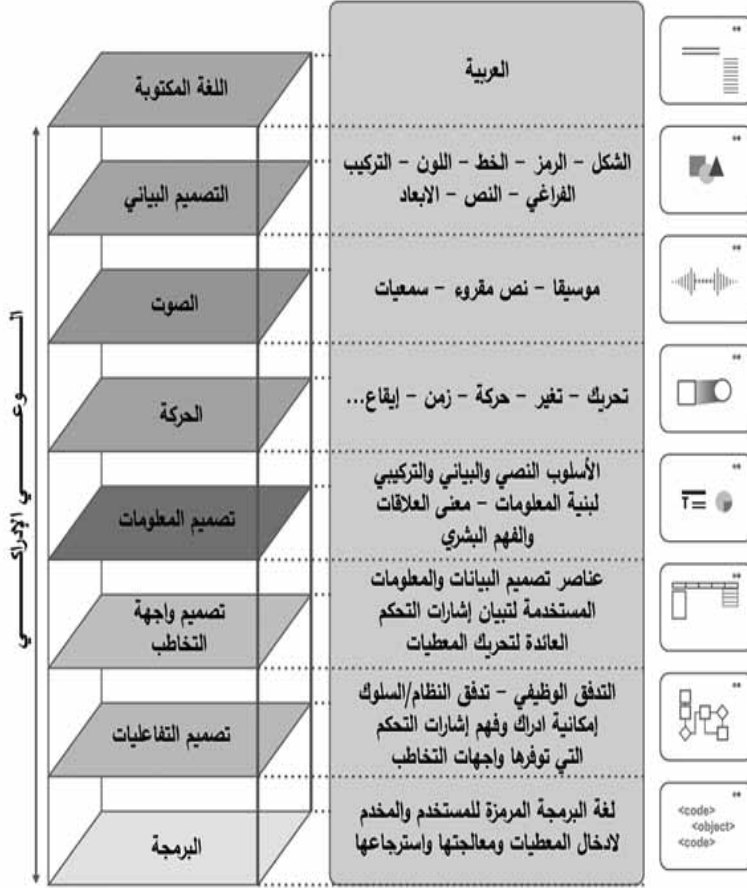 اللغة المكتوبة
العربية
التصميم البياني
الشكل - الرمز - الخط - اللون - التركيب
الفراغي - النص - الابعاد
الصوت
موسيقا - نص مقروء - سمعيات
الحركة
تحريك - تغير - حركة - زمن - إيقاع...
تصميم المعلومات
الأسلوب النصي والبياني والتركيبي
لبنية المعلومات - معنى العلاقات
والفهم البشري
T
تصميم واجهة
التخاطب
عناصر تصميم البيانات والمعلومات
المستخدمة لتبيان إشارات التحكم
العائدة لتحريك المعطيات
تصميم التفاعليات
التدفق الوظيفي - تدفق النظام/السلوك
إمكانية ادراك وفهم إشارات التحكم
التي توفرها واجهات التخاطب
البرمجة
لغة البرمجة المرمزة للمستخدم والمخدم
لادخال المعطيات ومعالجتها واسترجاعها
<code>
<object>
<code>
الـــوعـــي الإدراكـــي